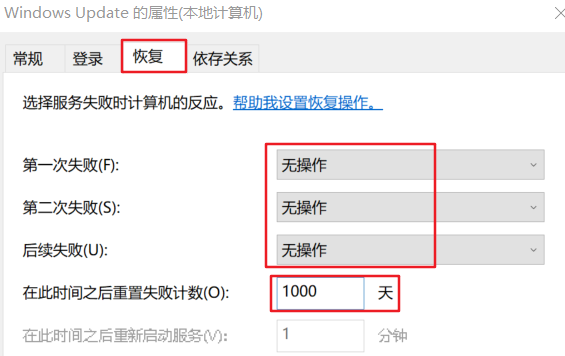 Windows Update 的属性(本地计算机)
常规 登录 恢复 依存关系
选择服务失败时计算机的反应。帮助我设置恢复操作。
第一次失败(F): 无操作
第二次失败(S): 无操作
后续失败(U): 无操作
在此时间之后重置失败计数(O): 1000 天
在此时间之后重新启动服务(V): 1 分钟